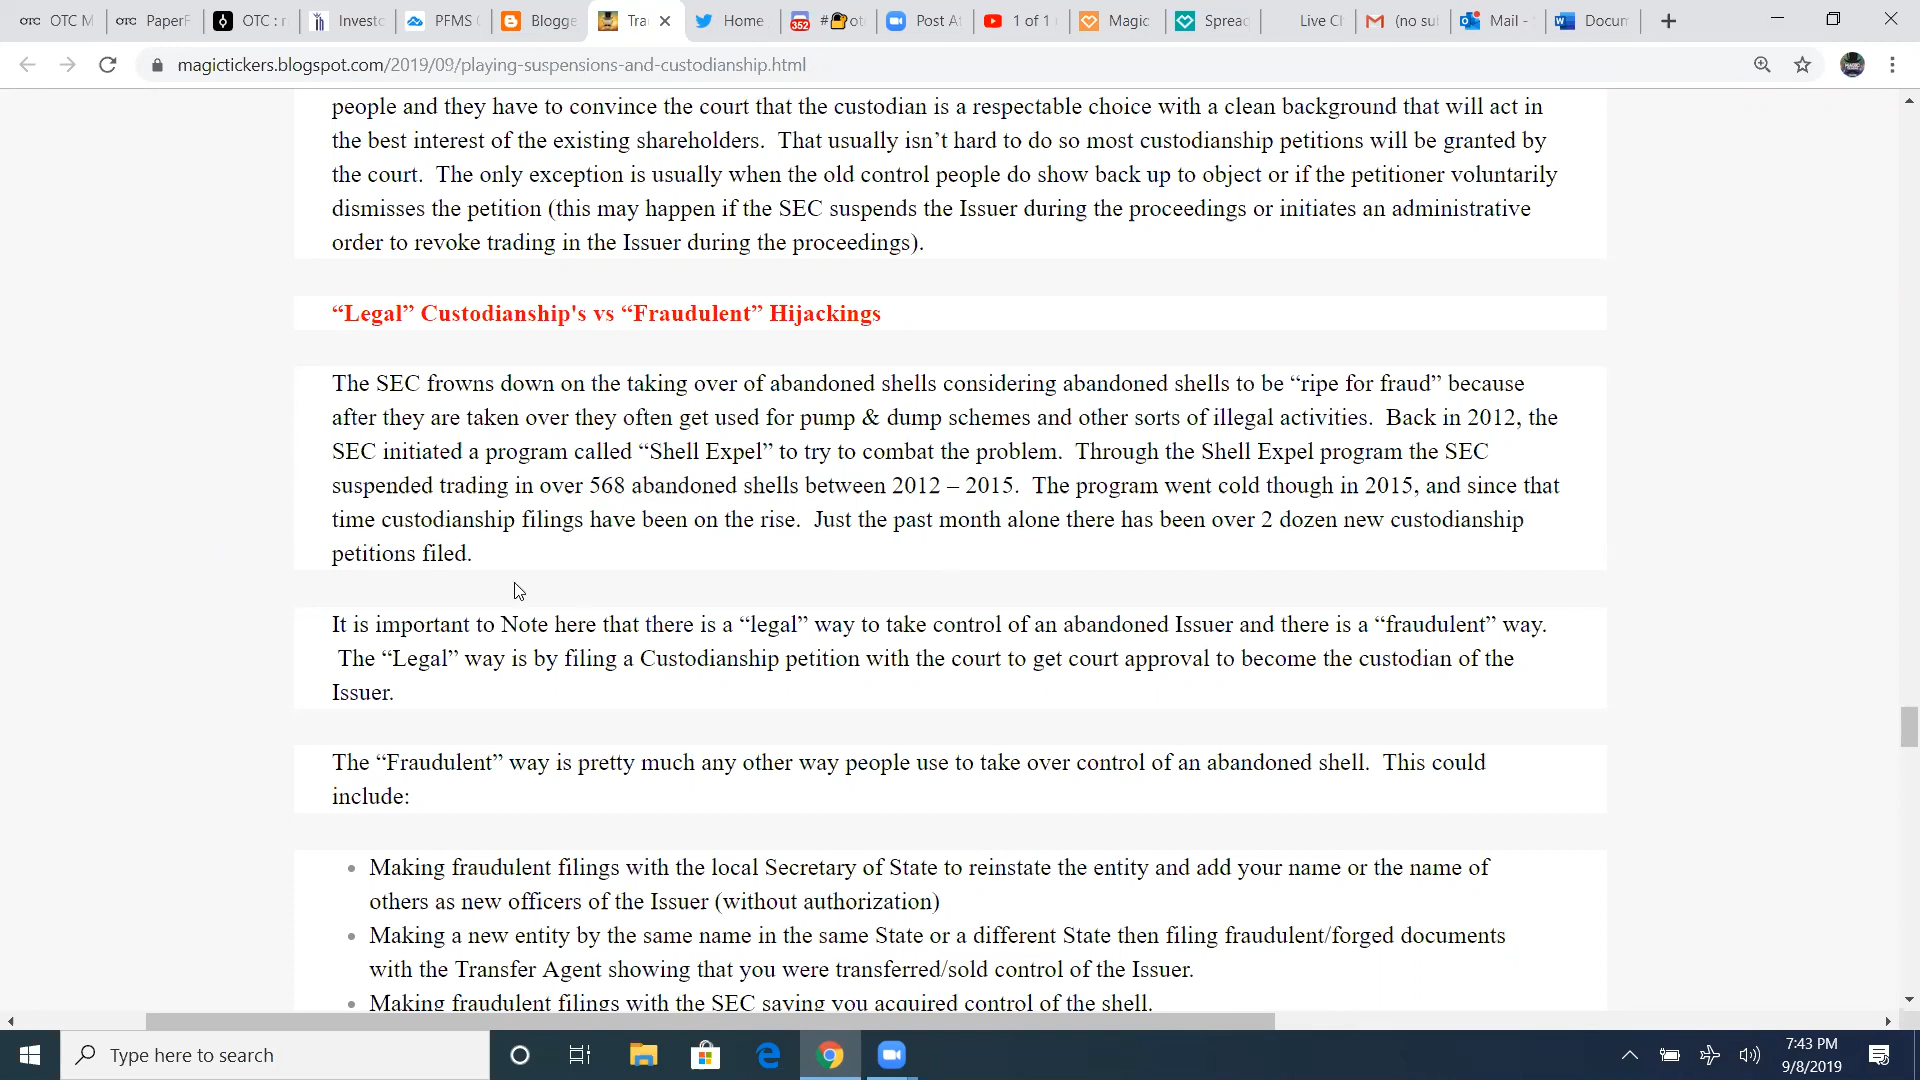 OTC M
PaperF
OTC : r
Investo
PFMS
Blogge
Tra
Home
Post A
1 of 1
Magic
Spread
Live Ch
(no su
Mail -
Docum
magictickers.blogspot.com/2019/09/playing-suspensions-and-custodianship.html
people and they have to convince the court that the custodian is a respectable choice with a clean background that will act in
the best interest of the existing shareholders.  That usually isn’t hard to do so most custodianship petitions will be granted by
the court.  The only exception is usually when the old control people do show back up to object or if the petitioner voluntarily
dismisses the petition (this may happen if the SEC suspends the Issuer during the proceedings or initiates an administrative
order to revoke trading in the Issuer during the proceedings).
“Legal” Custodianship's vs “Fraudulent” Hijackings
The SEC frowns down on the taking over of abandoned shells considering abandoned shells to be “ripe for fraud” because
after they are taken over they often get used for pump & dump schemes and other sorts of illegal activities.  Back in 2012, the
SEC initiated a program called “Shell Expel” to try to combat the problem.  Through the Shell Expel program the SEC
suspended trading in over 568 abandoned shells between 2012 – 2015.  The program went cold though in 2015, and since that
time custodianship filings have been on the rise.  Just the past month alone there has been over 2 dozen new custodianship
petitions filed.
It is important to Note here that there is a “legal” way to take control of an abandoned Issuer and there is a “fraudulent” way.
The “Legal” way is by filing a Custodianship petition with the court to get court approval to become the custodian of the
Issuer.
The “Fraudulent” way is pretty much any other way people use to take over control of an abandoned shell.  This could
include:
• Making fraudulent filings with the local Secretary of State to reinstate the entity and add your name or the name of
others as new officers of the Issuer (without authorization)
• Making a new entity by the same name in the same State or a different State then filing fraudulent/forged documents
with the Transfer Agent showing that you were transferred/sold control of the Issuer.
• Making fraudulent filings with the SEC saying you acquired control of the shell.
Type here to search
7:43 PM
9/8/2019